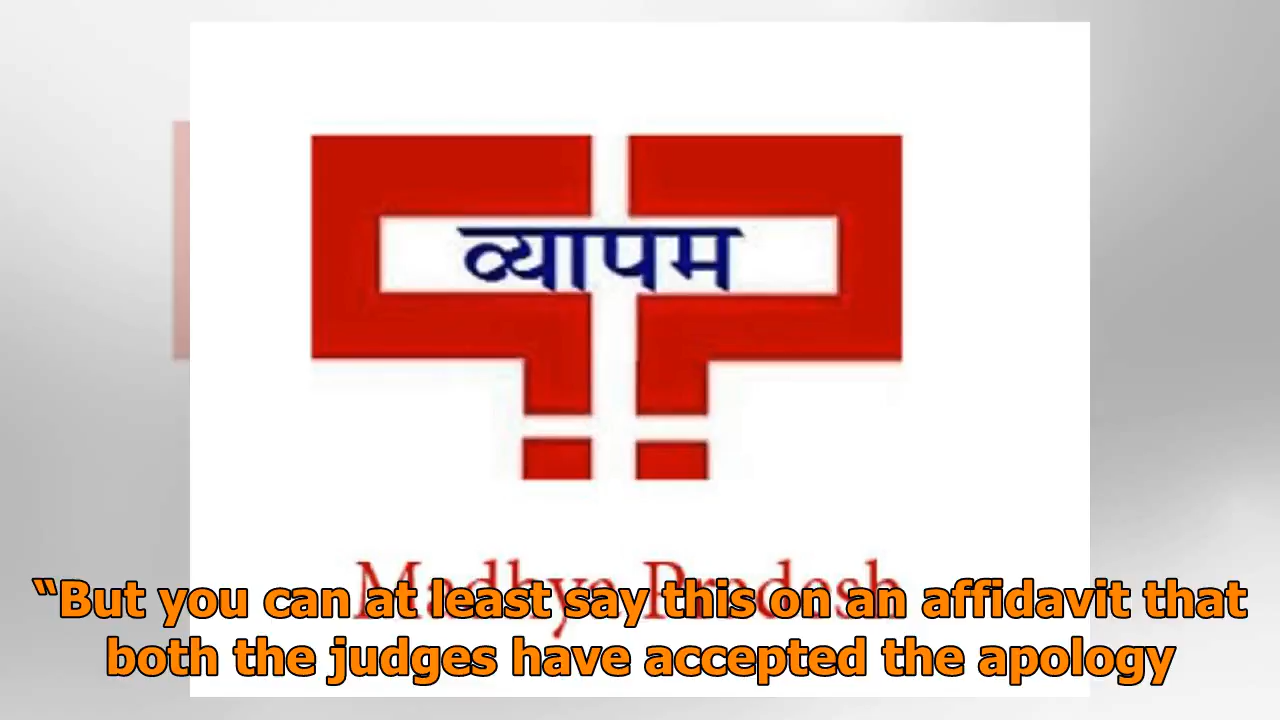 व्यापम
Madhya Pradesh
“But you can at least say this on an affidavit that
both the judges have accepted the apology